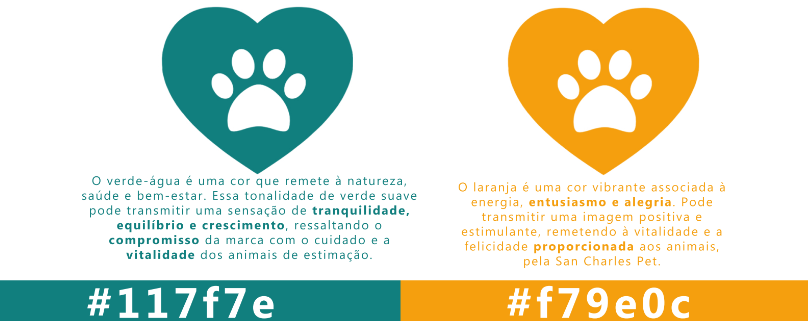 O verde-água é uma cor que remete à natureza,
saúde e bem-estar. Essa tonalidade de verde suave
pode transmitir uma sensação de tranquilidade,
equilíbrio e crescimento, ressaltando o
compromisso da marca com o cuidado e a
vitalidade dos animais de estimação.
#117f7e
O laranja é uma cor vibrante associada à
energia, entusiasmo e alegria. Pode
transmitir uma imagem positiva e
estimulante, remetendo à vitalidade e a
felicidade proporcionada aos animais,
pela San Charles Pet.
#f79e0c